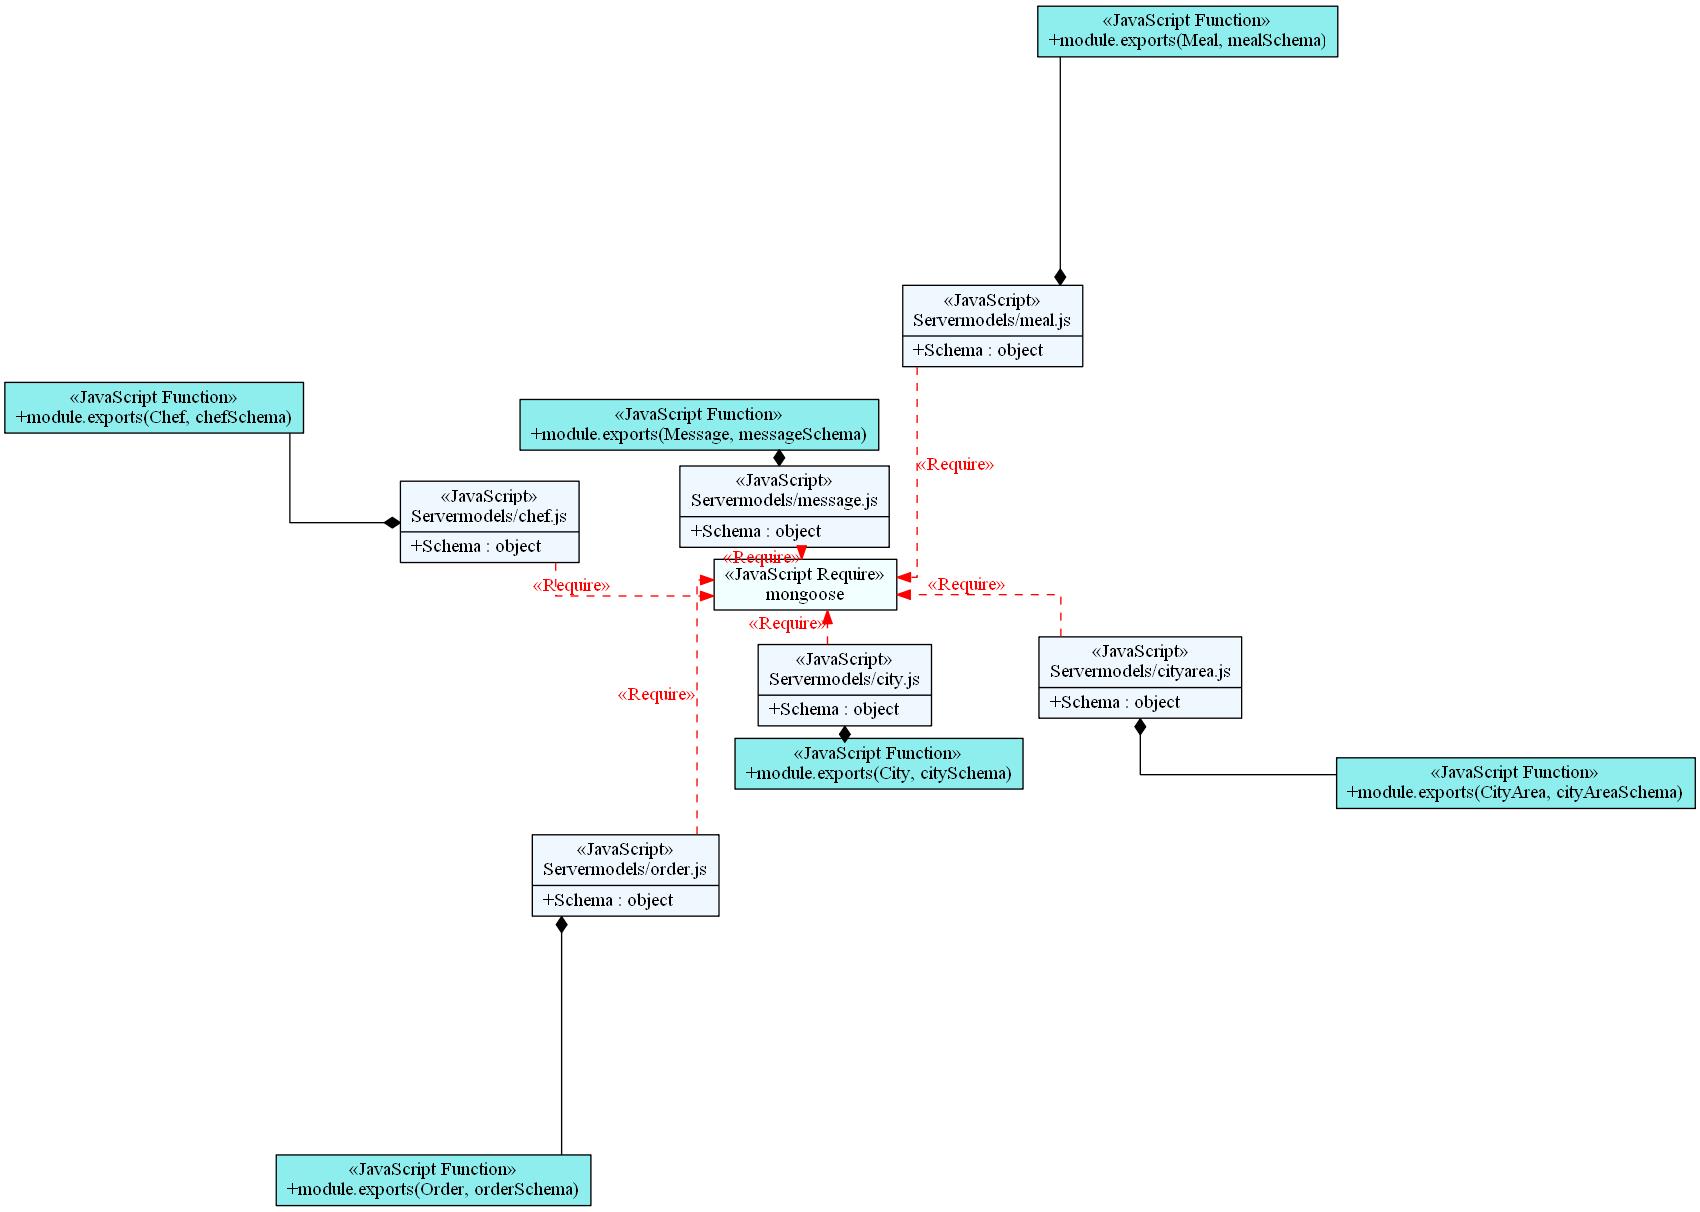 «JavaScript Function»
+module.exports(Meal, mealSchema)
«JavaScript»
Servermodels/meal.js
+Schema : object
«JavaScript Function»
+module.exports(Chef, chefSchema)
«JavaScript Function»
+module.exports(Message, messageSchema)
«Require»
«JavaScript»
Servermodels/message.js
+Schema : object
«JavaScript»
Servermodels/chef.js
+Schema : object
«Require»
«JavaScript Require»
mongoose
«Require»
«Require»
«Require»
«JavaScript»
Servermodels/city.js
+Schema : object
«JavaScript»
Servermodels/cityarea.js
+Schema : object
«Require»
«JavaScript Function»
+module.exports(City, citySchema)
«JavaScript Function»
+module.exports(CityArea, cityAreaSchema)
«JavaScript»
Servermodels/order.js
+Schema : object
«JavaScript Function»
+module.exports(Order, orderSchema)